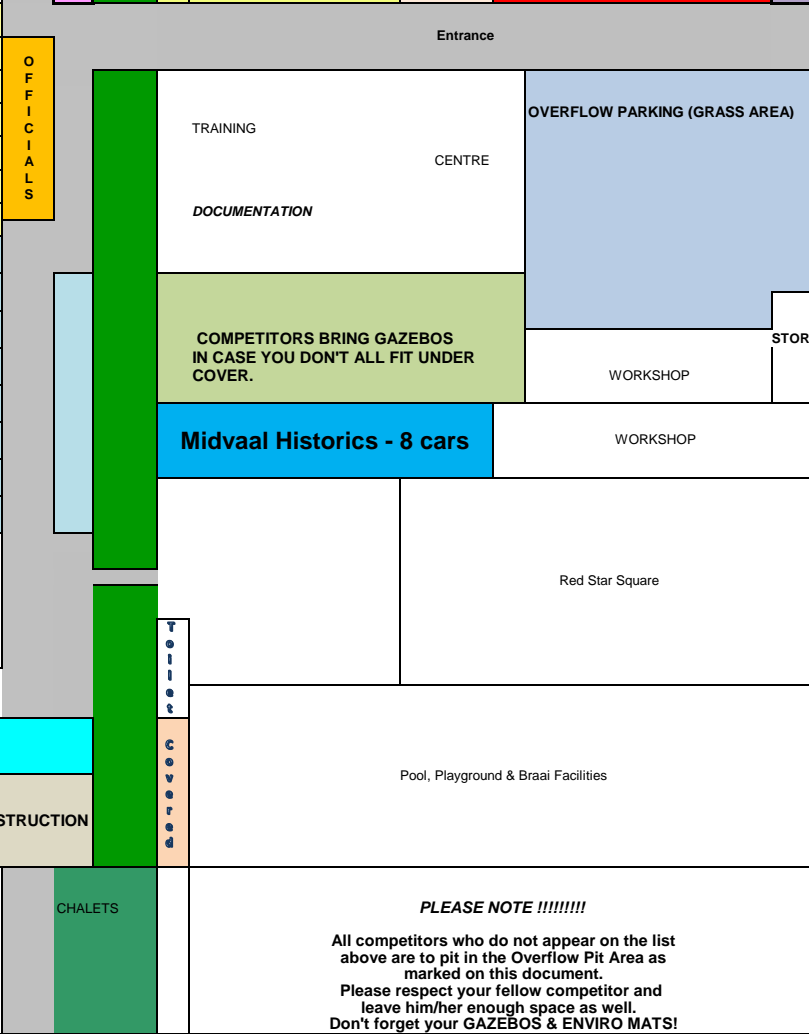 Entrance
OFFICIALS
OVERFLOW PARKING (GRASS AREA)
TRAINING
CENTRE
DOCUMENTATION
COMPETITORS BRING GAZEBOS
IN CASE YOU DON'T ALL FIT UNDER
COVER.
STOR
WORKSHOP
Midvaal Historics - 8 cars
WORKSHOP
Red Star Square
Toilet
Covered
Pool, Playground & Braai Facilities
STRUCTION
CHALETS
PLEASE NOTE !!!!!!!!!
All competitors who do not appear on the list
above are to pit in the Overflow Pit Area as
marked on this document.
Please respect your fellow competitor and
leave him/her enough space as well.
Don't forget your GAZEBOS & ENVIRO MATS!